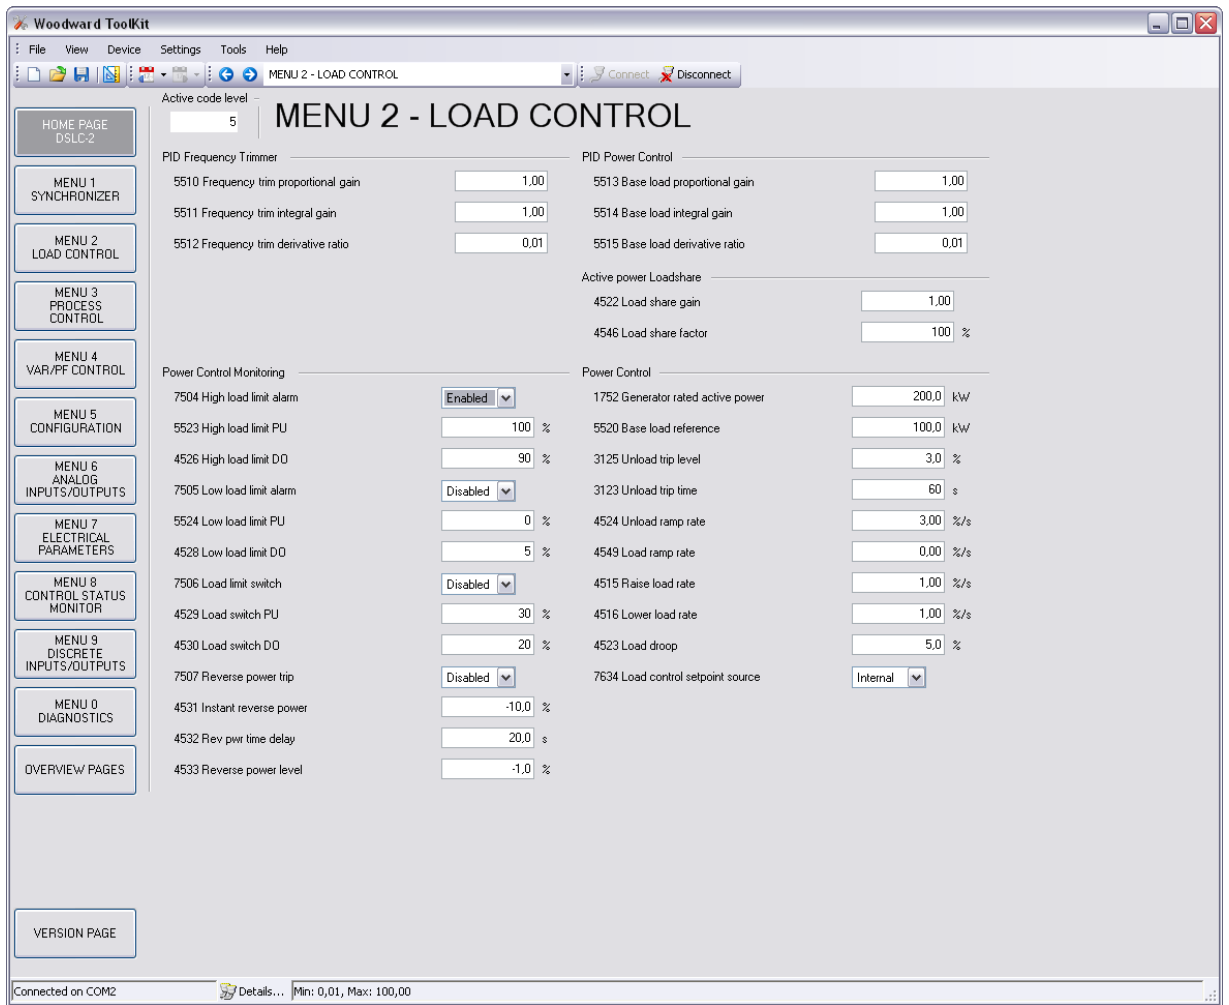 Woodward ToolKit
File View Device Settings Tools Help
MENU 2 - LOAD CONTROL Connect Disconnect
HOME PAGE
DSLC-2
MENU 1
SYNCHRONIZER
MENU 2
LOAD CONTROL
MENU 3
PROCESS
CONTROL
MENU 4
VAR/PF CONTROL
MENU 5
CONFIGURATION
MENU 6
ANALOG
INPUTS/OUTPUTS
MENU 7
ELECTRICAL
PARAMETERS
MENU 8
CONTROL STATUS
MONITOR
MENU 9
DISCRETE
INPUTS/OUTPUTS
MENU 0
DIAGNOSTICS
OVERVIEW PAGES
VERSION PAGE
Active code level
5
MENU 2 - LOAD CONTROL
PID Frequency Trimmer
5510 Frequency trim proportional gain 1,00
5511 Frequency trim integral gain 1,00
5512 Frequency trim derivative ratio 0,01
PID Power Control
5513 Base load proportional gain 1,00
5514 Base load integral gain 1,00
5515 Base load derivative ratio 0,01
Active power Loadshare
4522 Load share gain 1,00
4546 Load share factor 100 %
Power Control Monitoring
7504 High load limit alarm Enabled
5523 High load limit PU 100 %
4526 High load limit DO 90 %
7505 Low load limit alarm Disabled
5524 Low load limit PU 0 %
4528 Low load limit DO 5 %
7506 Load limit switch Disabled
4529 Load switch PU 30 %
4530 Load switch DO 20 %
7507 Reverse power trip Disabled
4531 Instant reverse power -10,0 %
4532 Rev pwr time delay 20,0 s
4533 Reverse power level -1,0 %
Power Control
1752 Generator rated active power 200,0 kW
5520 Base load reference 100,0 kW
3125 Unload trip level 3,0 %
3123 Unload trip time 60 s
4524 Unload ramp rate 3,00 %/s
4549 Load ramp rate 0,00 %/s
4515 Raise load rate 1,00 %/s
4516 Lower load rate 1,00 %/s
4523 Load droop 5,0 %
7634 Load control setpoint source Internal
Connected on COM2 Details... Min: 0,01, Max: 100,00